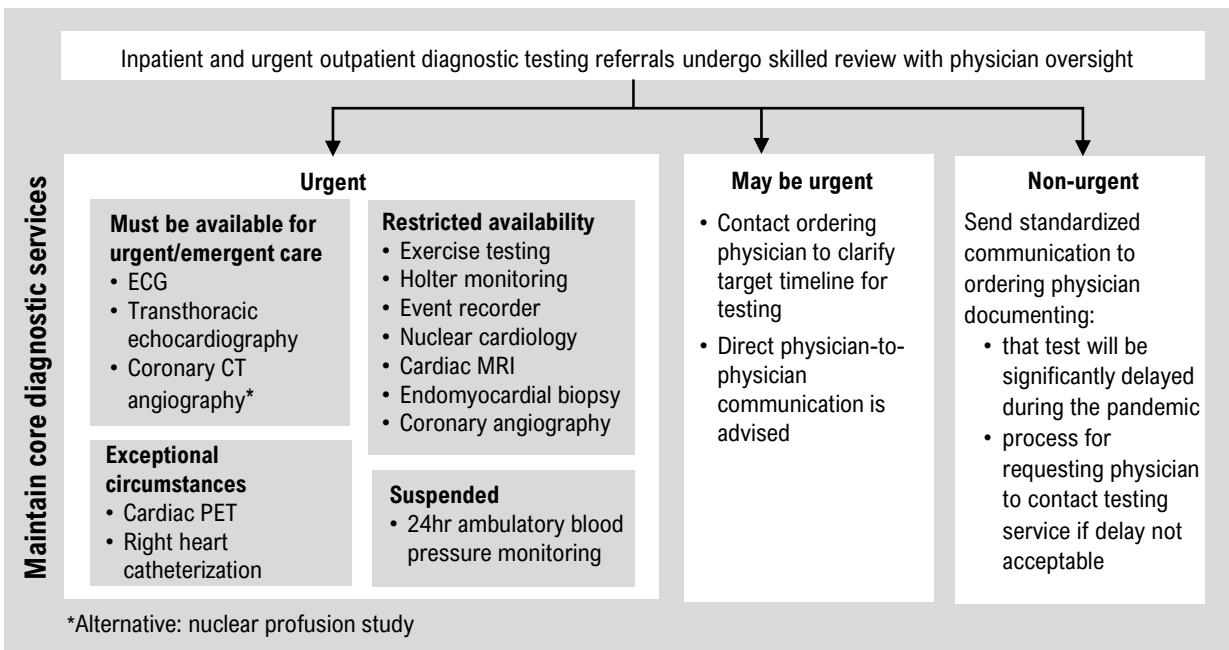 Inpatient and urgent outpatient diagnostic testing referrals undergo skilled review with physician oversight
Maintain core diagnostic services
Urgent
Must be available for
urgent/emergent care
• ECG
• Transthoracic
echocardiography
• Coronary CT
angiography*
Exceptional
circumstances
• Cardiac PET
• Right heart
catheterization
Restricted availability
• Exercise testing
• Holter monitoring
• Event recorder
• Nuclear cardiology
• Cardiac MRI
• Endomyocardial biopsy
• Coronary angiography
Suspended
• 24hr ambulatory blood
pressure monitoring
May be urgent
• Contact ordering
physician to clarify
target timeline for
testing
• Direct physician-to-
physician
communication is
advised
Non-urgent
Send standardized
communication to
ordering physician
documenting:
• that test will be
significantly delayed
during the pandemic
• process for
requesting physician
to contact testing
service if delay not
acceptable
*Alternative: nuclear profusion study